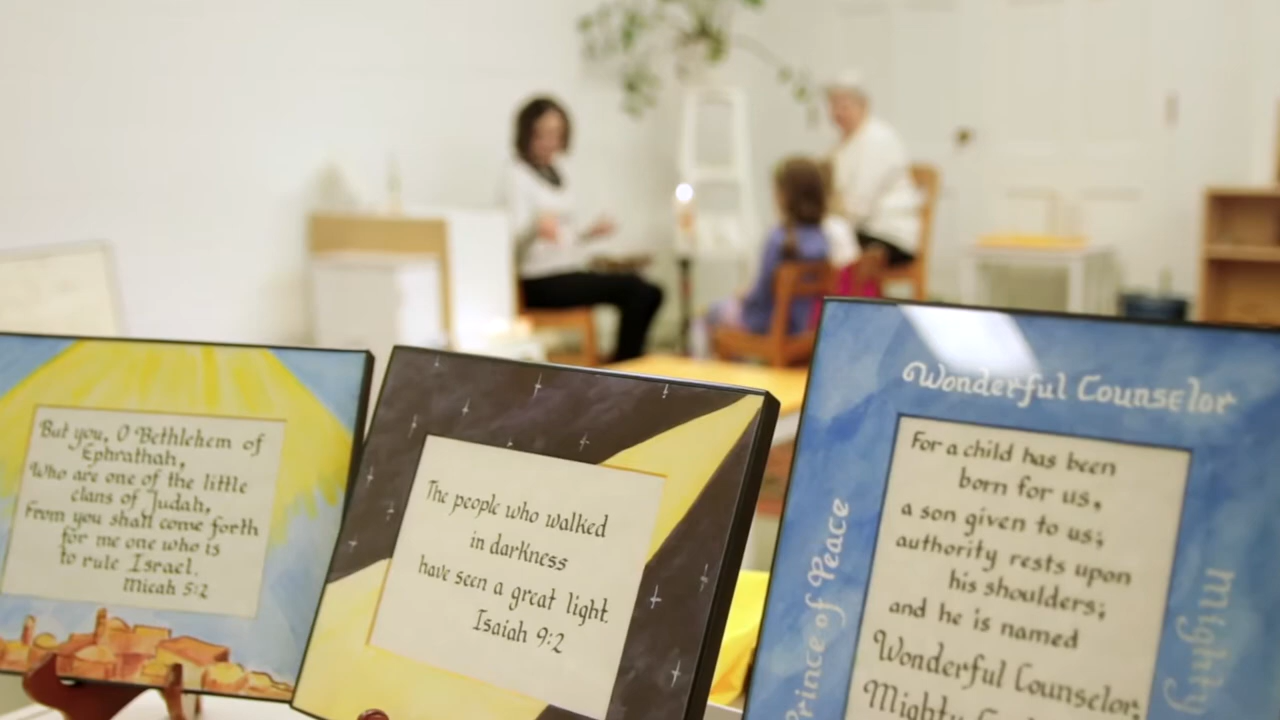 But you, O Bethlehem of
Ephrathah,
Who are one of the little
clans of Judah,
From you shall come forth
for me one who is
to rule Israel.
Micah 5:2
The people who walked
in darkness
have seen a great light.
Isaiah 9:2
Wonderful Counselor
Prince of Peace
For a child has been
born for us,
a son given to us;
authority rests upon
his shoulders;
and he is named
Wonderful Counselor,
Mighty
Mighty